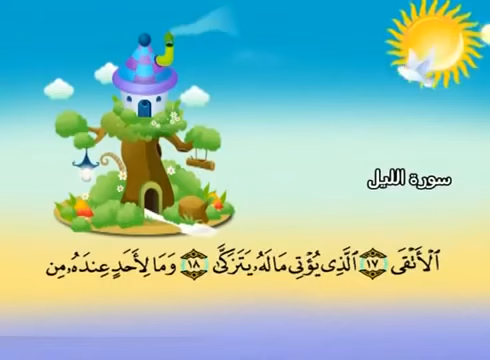 سورة الليل
ٱلْأَتْقَى ١٧ ٱلَّذِى يُؤْتِى مَالَهُۥ يَتَزَكَّىٰ ١٨ وَمَا لِأَحَدٍ عِندَهُۥ مِن